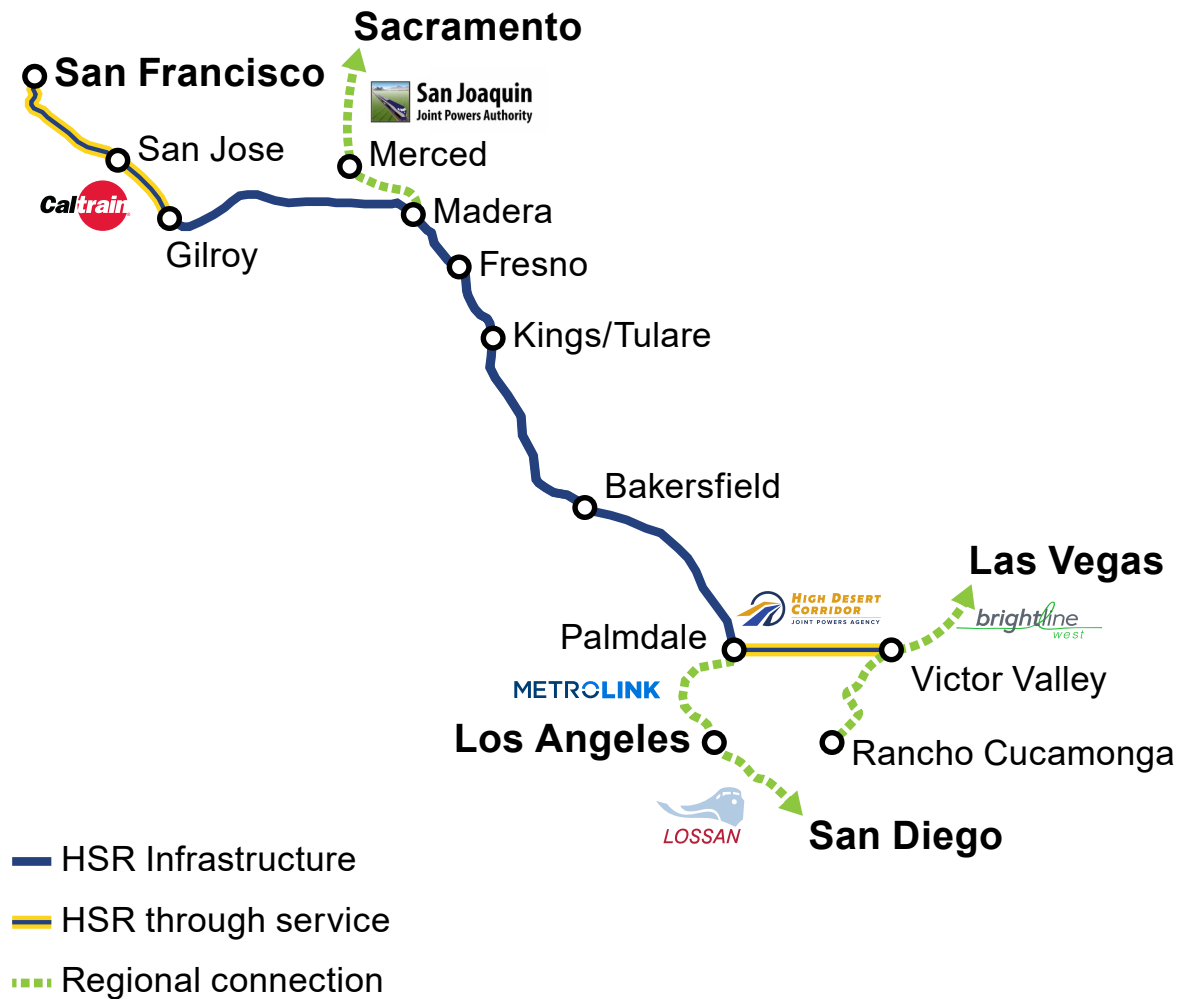 Sacramento
San Francisco
San Joaquin
Joint Powers Authority
San Jose
Merced
Caltrain
Madera
Gilroy
Fresno
Kings/Tulare
Bakersfield
Las Vegas
HIGH DESERT
CORRIDOR
JOINT POWERS AGENCY
brightline
west
Palmdale
Victor Valley
METROLINK
Los Angeles
Rancho Cucamonga
LOSSAN
San Diego
HSR Infrastructure
HSR through service
Regional connection